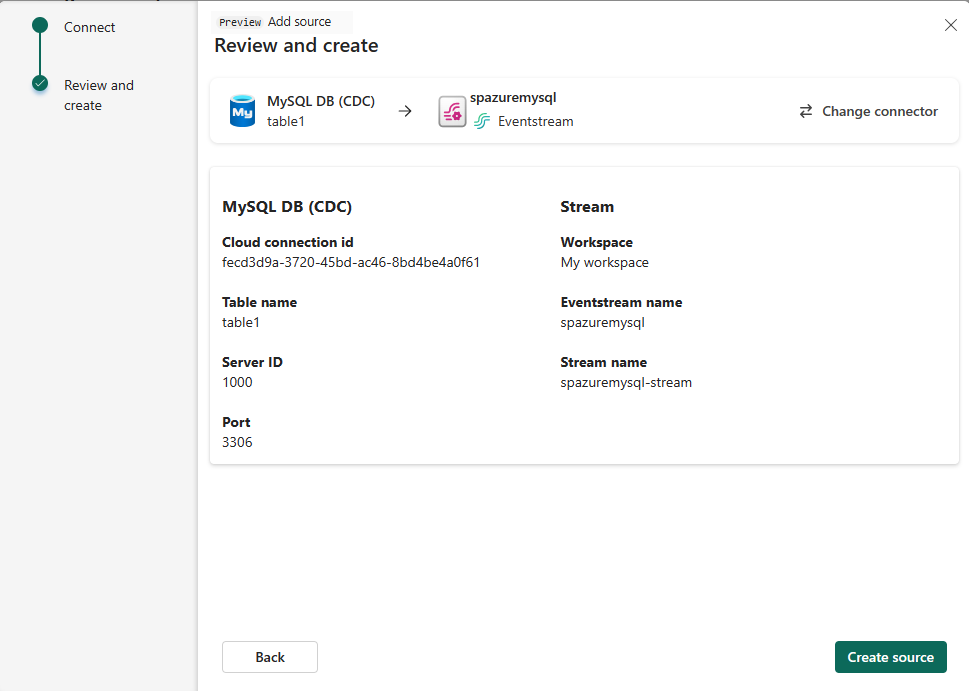 Connect
Review and
create
Preview Add source
Review and create
My
MySQL DB (CDC)
table1
spazuremysql
Eventstream
Change connector
MySQL DB (CDC)
Cloud connection id
fecd3d9a-3720-45bd-ac46-8bd4be4a0f61
Table name
table1
Server ID
1000
Port
3306
Stream
Workspace
My workspace
Eventstream name
spazuremysql
Stream name
spazuremysql-stream
Back
Create source